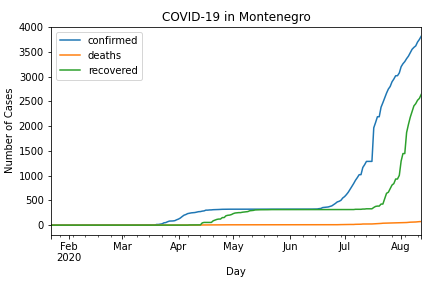 COVID-19 in Montenegro
confirmed
deaths
recovered
Number of Cases
4000
3500
3000
2500
2000
1500
1000
500
0
Feb Mar Apr May Jun Jul Aug
2020
Day